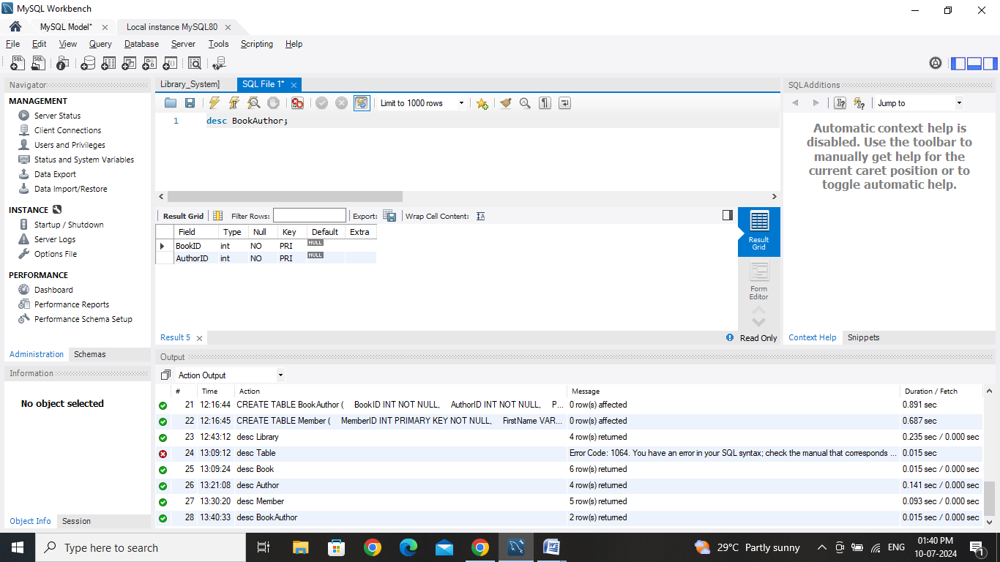 MySQL Workbench
MySQL Model* Local instance MySQL80
File Edit View Query Database Server Tools Scripting Help
Navigator
MANAGEMENT
Server Status
Client Connections
Users and Privileges
Status and System Variables
Data Export
Data Import/Restore
INSTANCE
Startup / Shutdown
Server Logs
Options File
PERFORMANCE
Dashboard
Performance Reports
Performance Schema Setup
Administration Schemas
Information
No object selected
Object Info Session
Library_System] SQL File 1*
Limit to 1000 rows
1 desc BookAuthor;
Result Grid Filter Rows: Export: Wrap Cell Content:
Field Type Null Key Default Extra
BookID int NO PRI NULL
AuthorID int NO PRI NULL
Result Grid
Form Editor
Result 5 Read Only
SQLAdditions
Jump to
Automatic context help is
disabled. Use the toolbar to
manually get help for the
current caret position or to
toggle automatic help.
Context Help Snippets
Output
Action Output
# Time Action Message Duration / Fetch
21 12:16:44 CREATE TABLE BookAuthor ( BookID INT NOT NULL, AuthorID INT NOT NULL, P... 0 row(s) affected 0.891 sec
22 12:16:45 CREATE TABLE Member ( MemberID INT PRIMARY KEY NOT NULL, FirstName VAR... 0 row(s) affected 0.687 sec
23 12:43:12 desc Library 4 row(s) returned 0.235 sec / 0.000 sec
24 13:09:12 desc Table Error Code: 1064. You have an error in your SQL syntax; check the manual that corresponds ... 0.015 sec
25 13:09:24 desc Book 6 row(s) returned 0.015 sec / 0.000 sec
26 13:21:08 desc Author 4 row(s) returned 0.141 sec / 0.000 sec
27 13:30:20 desc Member 5 row(s) returned 0.093 sec / 0.000 sec
28 13:40:33 desc BookAuthor 2 row(s) returned 0.015 sec / 0.000 sec
Type here to search 29°C Partly sunny ENG 01:40 PM
10-07-2024 1